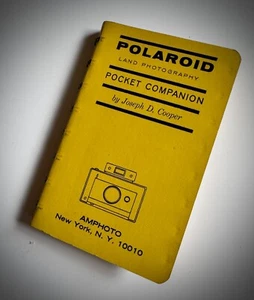 POLAROID
LAND PHOTOGRAPHY
POCKET COMPANION
by Joseph D. Cooper
AMPHOTO
New York, N. Y. 10010